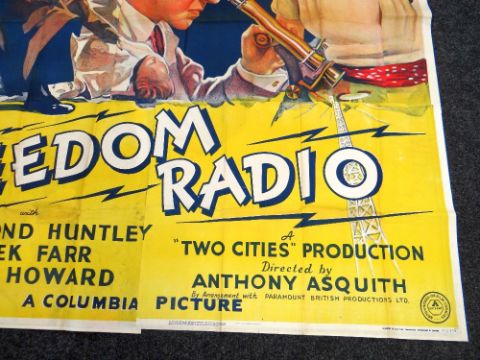 EEDOM
RADIO
with
OND HUNTLEY
EK FARR
HOWARD
A
"TWO CITIES" PRODUCTION
Directed by
ANTHONY ASQUITH
By Arrangement with PARAMOUNT BRITISH PRODUCTIONS LTD.
A COLUMBIA PICTURE